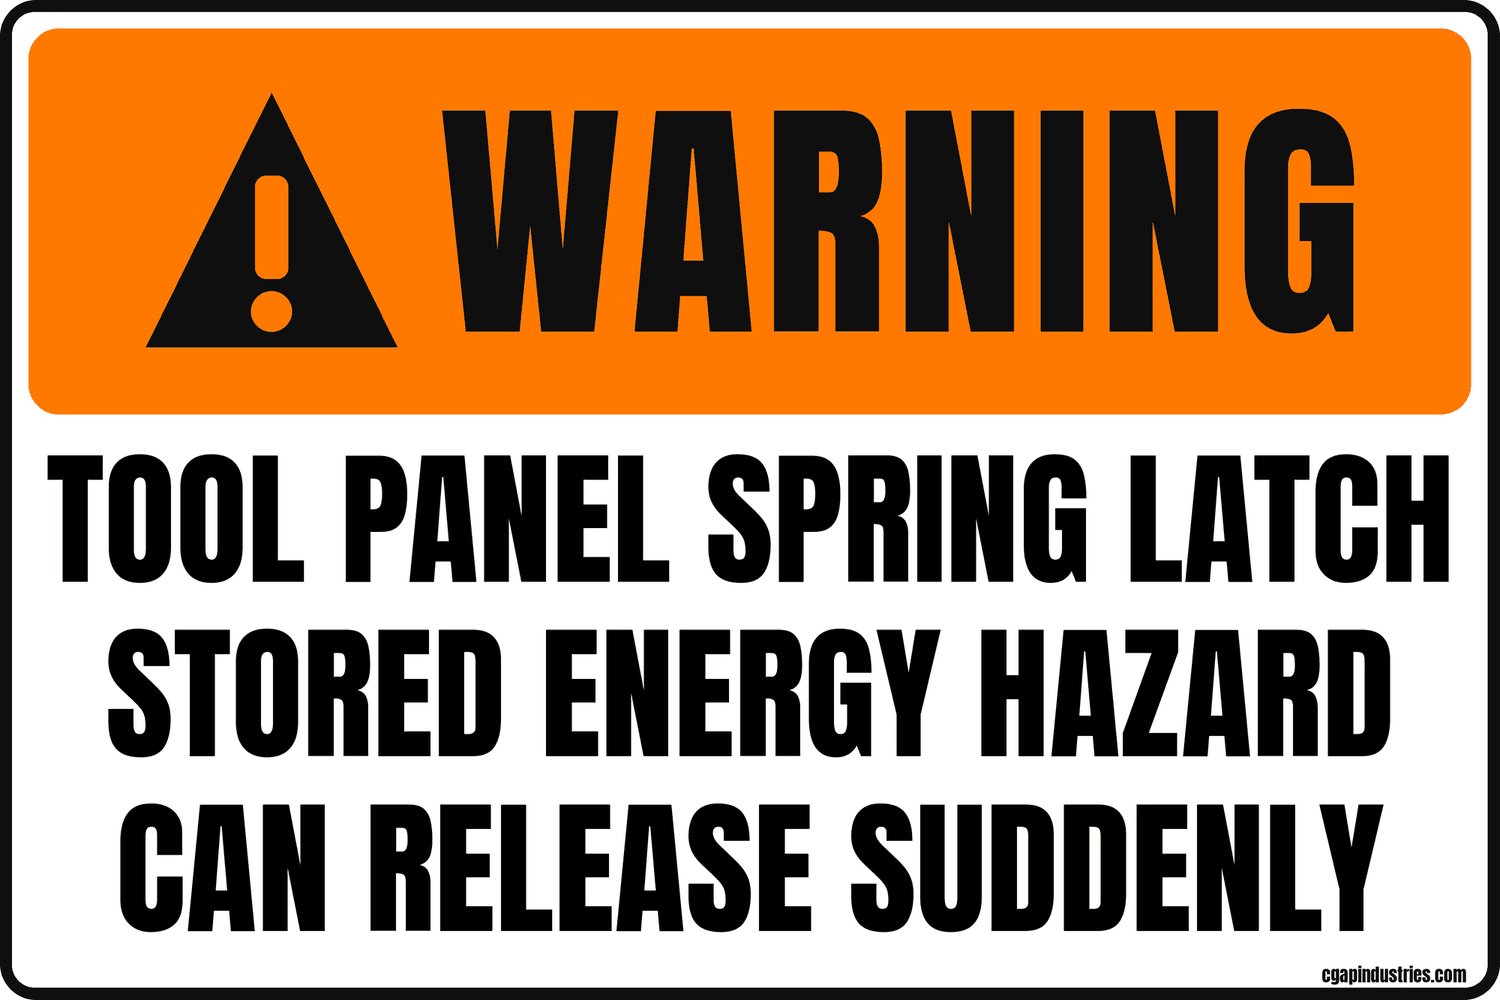 WARNING
TOOL PANEL SPRING LATCH
STORED ENERGY HAZARD
CAN RELEASE SUDDENLY
cgapindustries.com